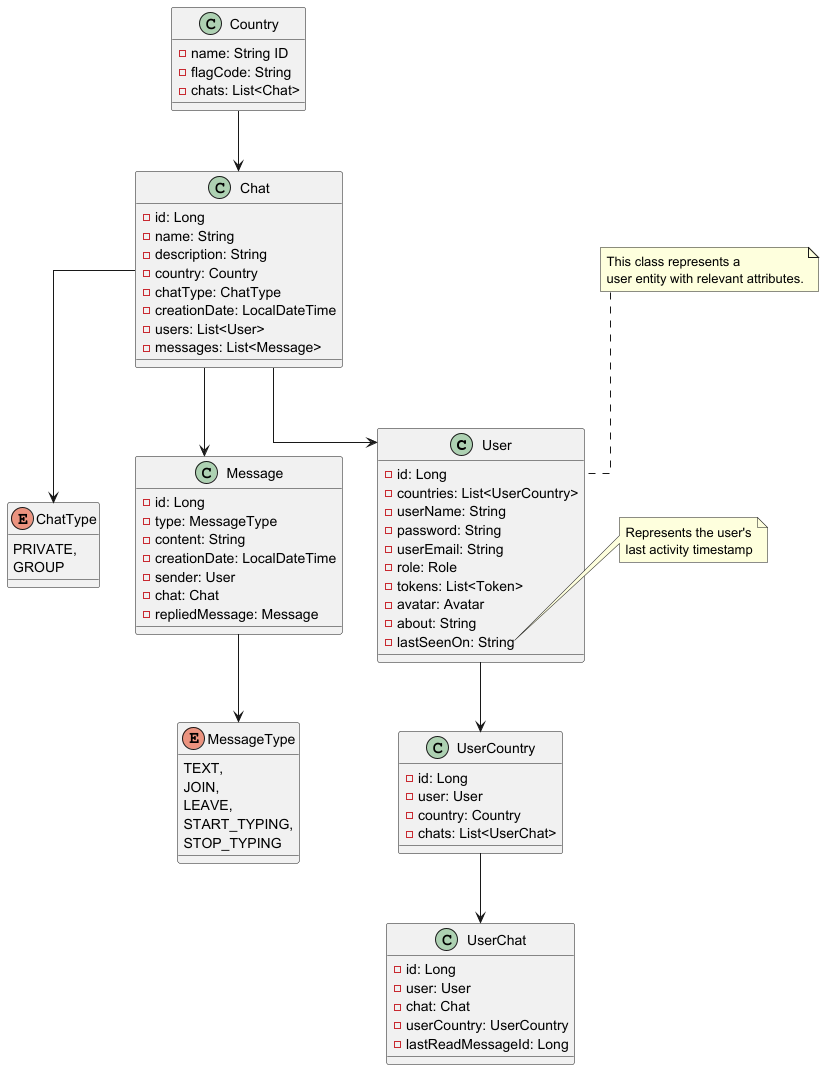 C Country
name: String ID
flagCode: String
chats: List<Chat>
C Chat
id: Long
name: String
description: String
country: Country
chatType: ChatType
creationDate: LocalDateTime
users: List<User>
messages: List<Message>
This class represents a
user entity with relevant attributes.
E ChatType
PRIVATE,
GROUP
C Message
id: Long
type: MessageType
content: String
creationDate: LocalDateTime
sender: User
chat: Chat
repliedMessage: Message
C User
id: Long
countries: List<UserCountry>
userName: String
password: String
userEmail: String
role: Role
tokens: List<Token>
avatar: Avatar
about: String
lastSeenOn: String
Represents the user's
last activity timestamp
E MessageType
TEXT,
JOIN,
LEAVE,
START_TYPING,
STOP_TYPING
C UserCountry
id: Long
user: User
country: Country
chats: List<UserChat>
C UserChat
id: Long
user: User
chat: Chat
userCountry: UserCountry
lastReadMessageId: Long